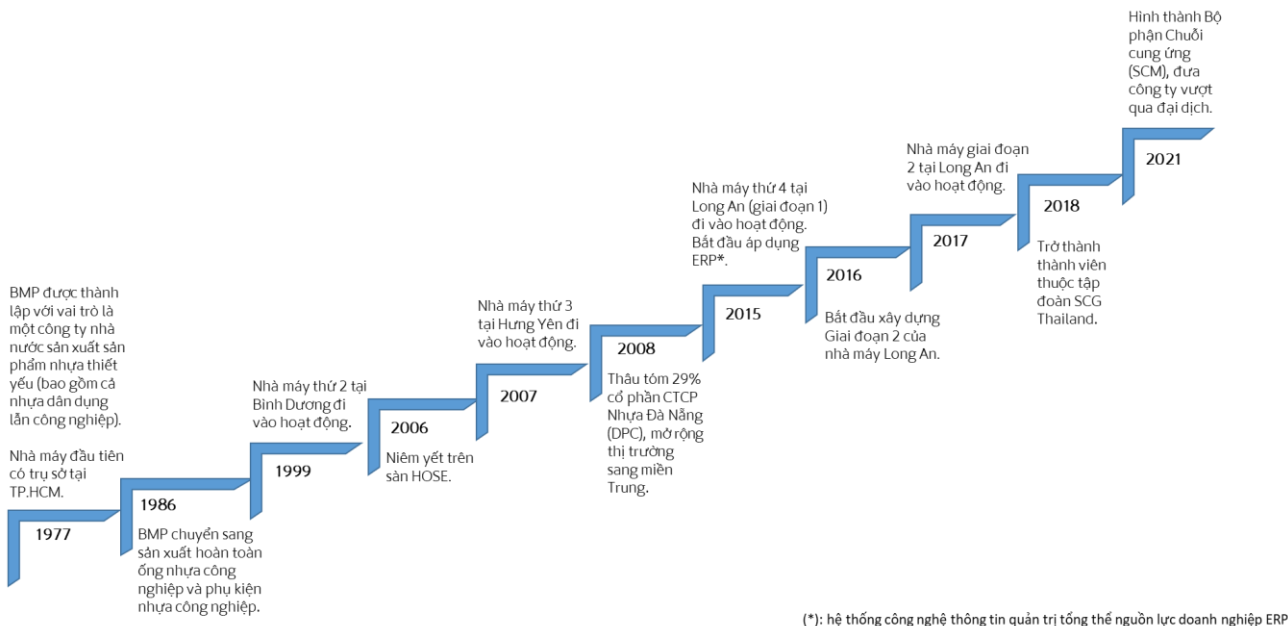 BMP được thành
lập với vai trò là
một công ty nhà
nước sản xuất sản
phẩm nhựa thiết
yếu (bao gồm cả
nhựa dân dụng
lẫn công nghiệp).
Nhà máy đầu tiên
có trụ sở tại
TP.HCM.
1977
1986
BMP chuyển sang
sản xuất hoàn toàn
ống nhựa công
nghiệp và phụ kiện
nhựa công nghiệp.
Nhà máy thứ 2 tại
Bình Dương đi
vào hoạt động.
1999
2006
Niêm yết trên
sàn HOSE.
Nhà máy thứ 3
tại Hưng Yên đi
vào hoạt động.
2007
2008
Thâu tóm 29%
cổ phần CTCP
Nhựa Đà Nẵng
(DPC), mở rộng
thị trường
sang miền
Trung.
Nhà máy thứ 4 tại
Long An (giai đoạn 1)
đi vào hoạt động.
Bắt đầu áp dụng
ERP*.
2015
2016
Bắt đầu xây dựng
Giai đoạn 2 của
nhà máy Long An.
Nhà máy giai đoạn
2 tại Long An đi
vào hoạt động.
2017
2018
Trở thành
thành viên
thuộc tập
đoàn SCG
Thailand.
Hình thành Bộ
phận Chuỗi
cung ứng
(SCM), đưa
công ty vượt
qua đại dịch.
2021
(*): hệ thống công nghệ thông tin quản trị tổng thể nguồn lực doanh nghiệp ERP